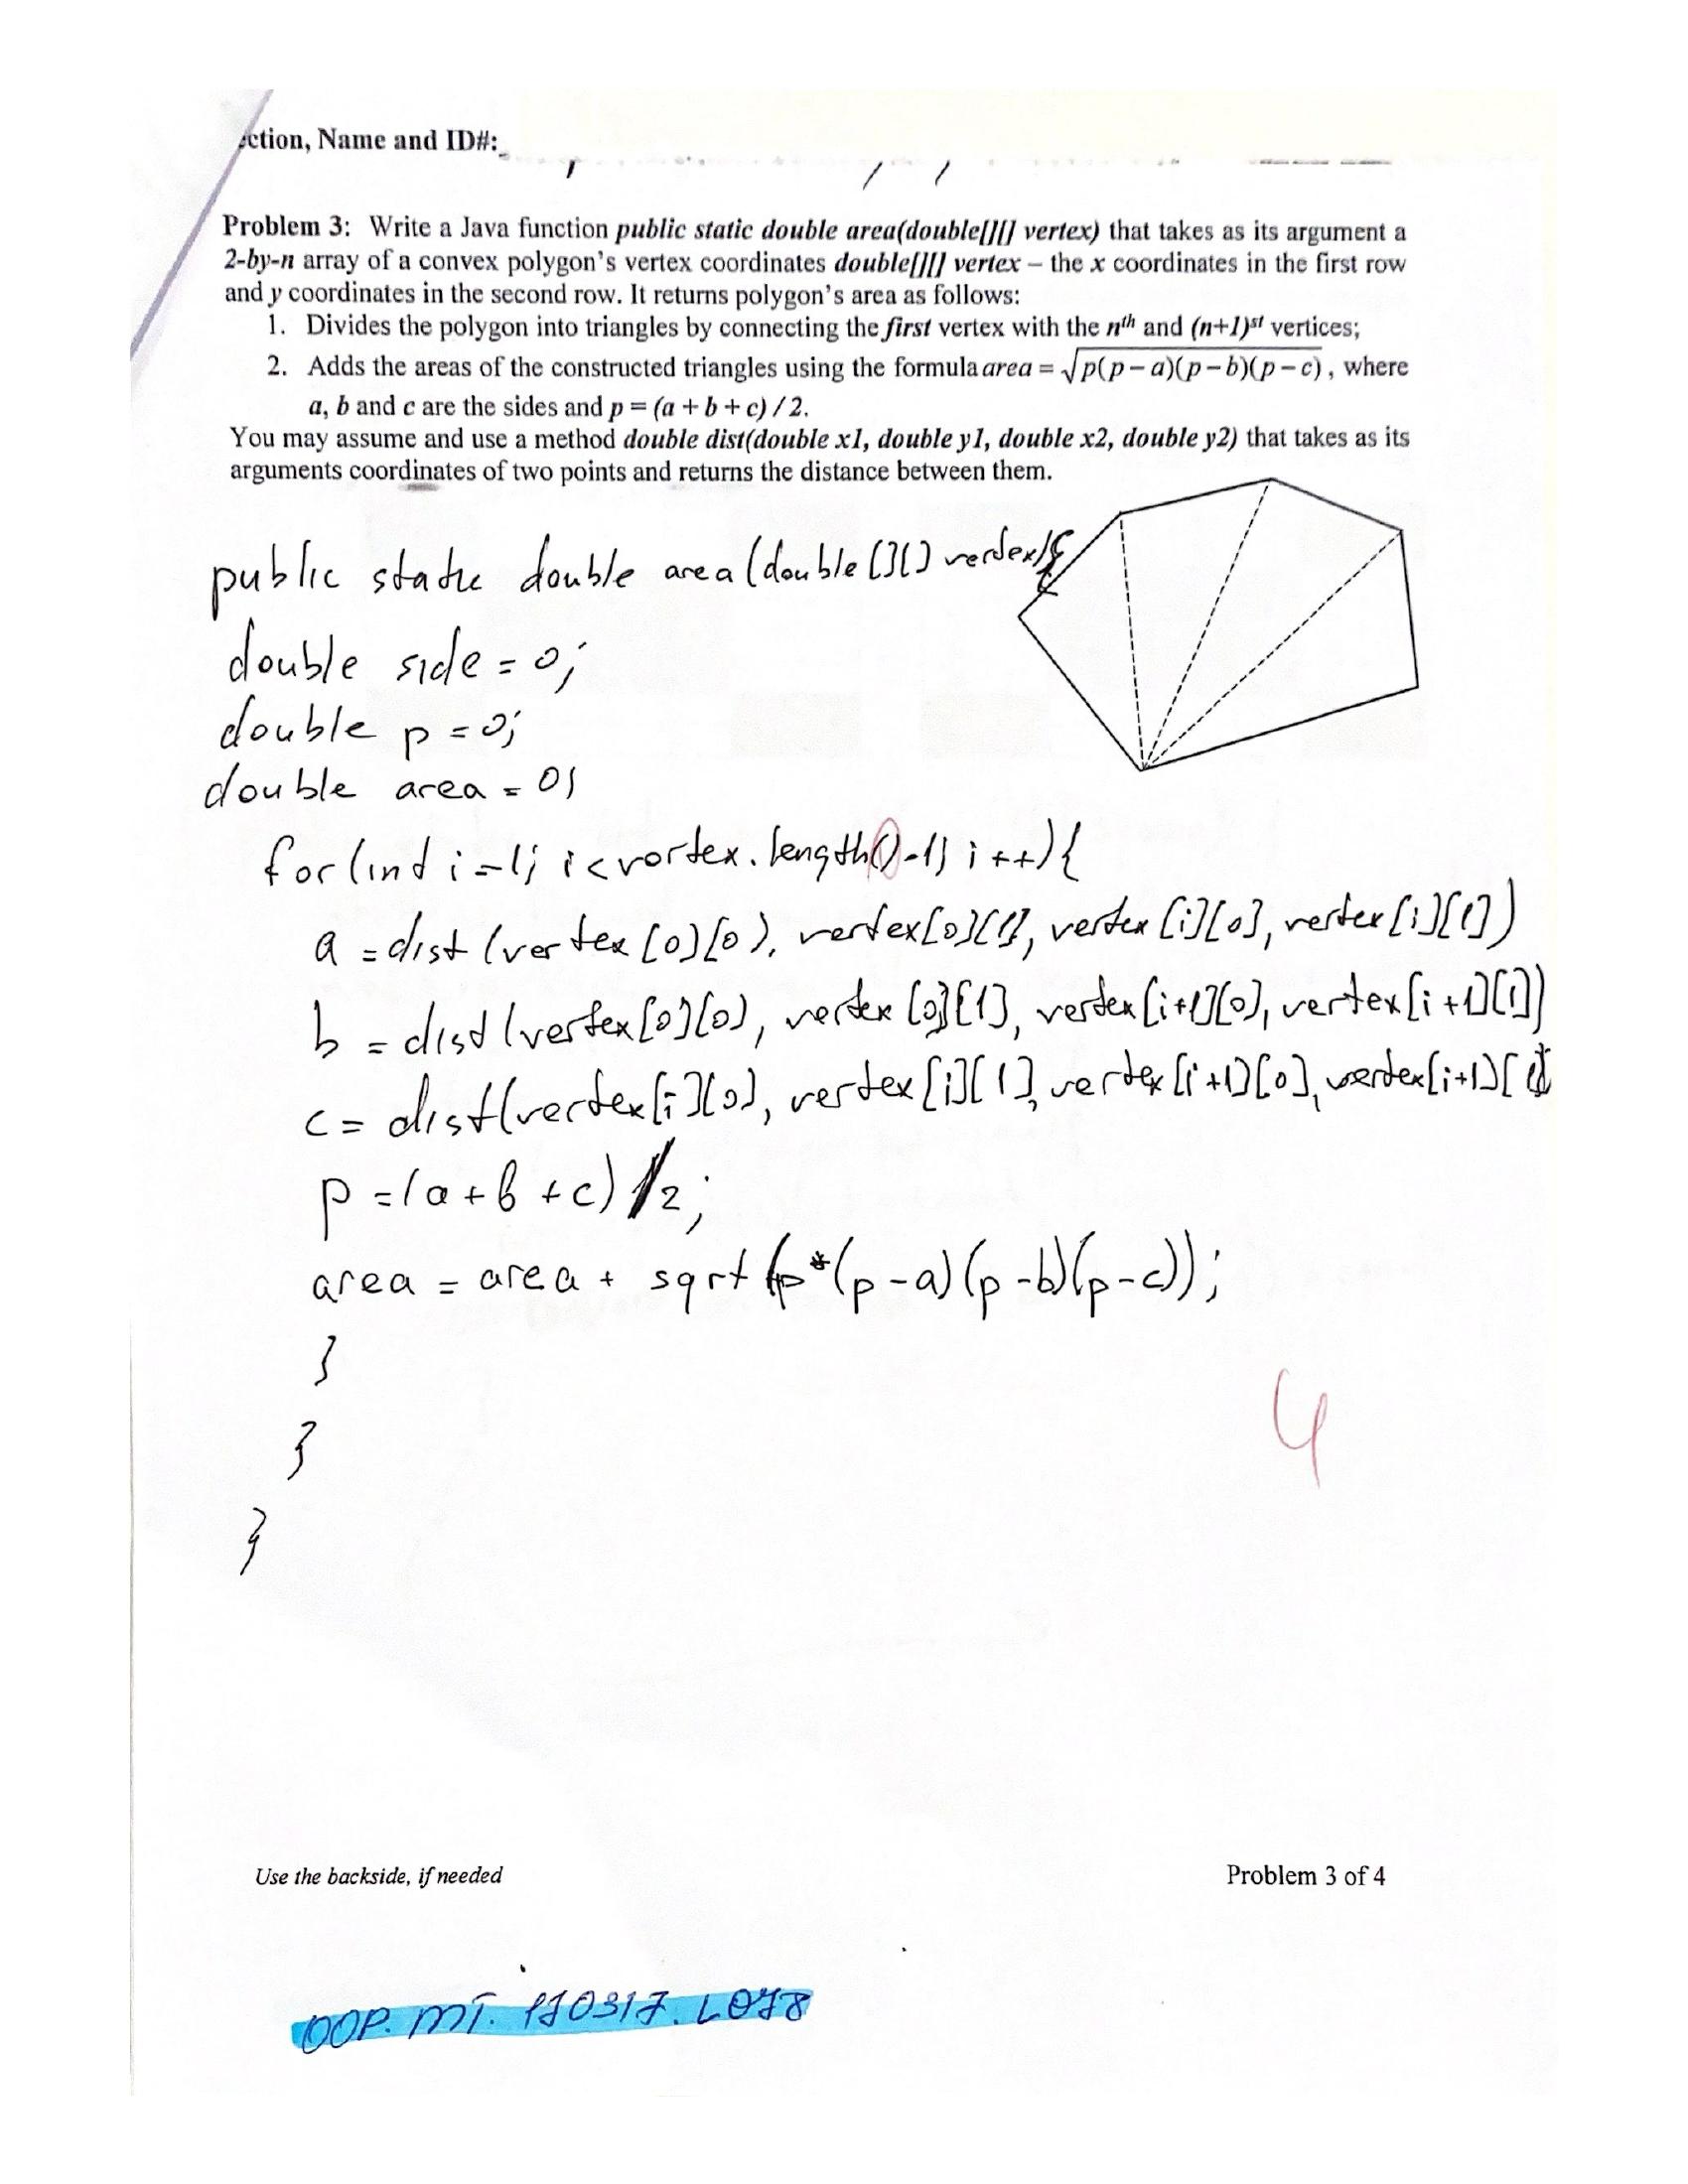 ction, Name and ID#:
Problem 3: Write a Java function public static double area(double[][] vertex) that takes as its argument a
2-by-n array of a convex polygon's vertex coordinates double[][] vertex – the x coordinates in the first row
and y coordinates in the second row. It returns polygon's area as follows:
1. Divides the polygon into triangles by connecting the first vertex with the nth and (n+1)st vertices;
2. Adds the areas of the constructed triangles using the formula area = √p(p – a)(p – b)(p – c) , where
a, b and c are the sides and p = (a + b + c) / 2.
You may assume and use a method double dist(double x1, double y1, double x2, double y2) that takes as its
arguments coordinates of two points and returns the distance between them.
public static double area (double [][] vertex){
double side = 0;
double p = 0;
double area = 0;
for (int i = 1; i < vortex.length()-1; i++){
a = dist (vertex [0][0], vertex[0][1], vertex [i][0], vertex [i][1])
b = dist (vertex[0][0], vertex [0][1], vertex [i+1][0], vertex[i+1][1])
c = dist(vertex[i][0], vertex [i][1], vertex [i+1][0], vertex[i+1][1]
p = (a + b + c) / 2;
area = area + sqrt (p*(p-a)(p-b)(p-c));
}
}
}
4
Use the backside, if needed
Problem 3 of 4
OOP. MT. 170317. L078